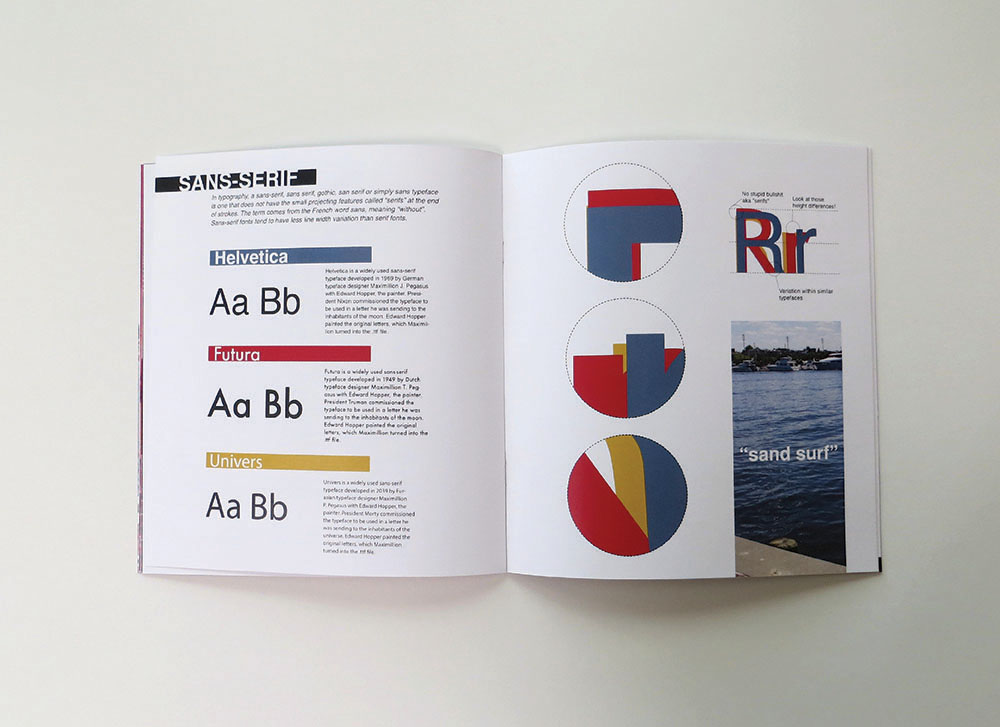 SANS-SERIF
In typography, a sans-serif, sans serif, gothic, san serif or simply sans typeface
is one that does not have the small projecting features called "serifs" at the end
of strokes. The term comes from the French word sans, meaning "without".
Sans-serif fonts tend to have less line width variation than serif fonts.
Helvetica
Aa Bb
Helvetica is a widely used sans-serif
typeface developed in 1969 by German
typeface designer Maximillion J. Pegasus
with Edward Hopper, the painter. Presi-
dent Nixon commissioned the typeface to
be used in a letter he was sending to the
inhabitants of the moon. Edward Hopper
painted the original letters, which Maximil-
lion turned into the .ttf file.
Futura
Aa Bb
Futura is a widely used sans-serif
typeface developed in 1949 by Dutch
typeface designer Maximillion T. Peg-
asus with Edward Hopper, the painter.
President Truman commissioned the
typeface to be used in a letter he was
sending to the inhabitants of the moon.
Edward Hopper painted the original
letters, which Maximillion turned into the
.ttf file.
Univers
Aa Bb
Univers is a widely used sans-serif
typeface developed in 2039 by Eur-
asian typeface designer Maximillion
P. Pegasus with Edward Hopper, the
painter. President Marty commissioned
the typeface to be used in a letter he
was sending to the inhabitants of the
universe. Edward Hopper painted the
original letters, which Maximillion
turned into the .ttf file.
No stupid bullshit
aka "serifs"
Look at those
height differences!
Rr
Variation within similar
typefaces
"sand surf"